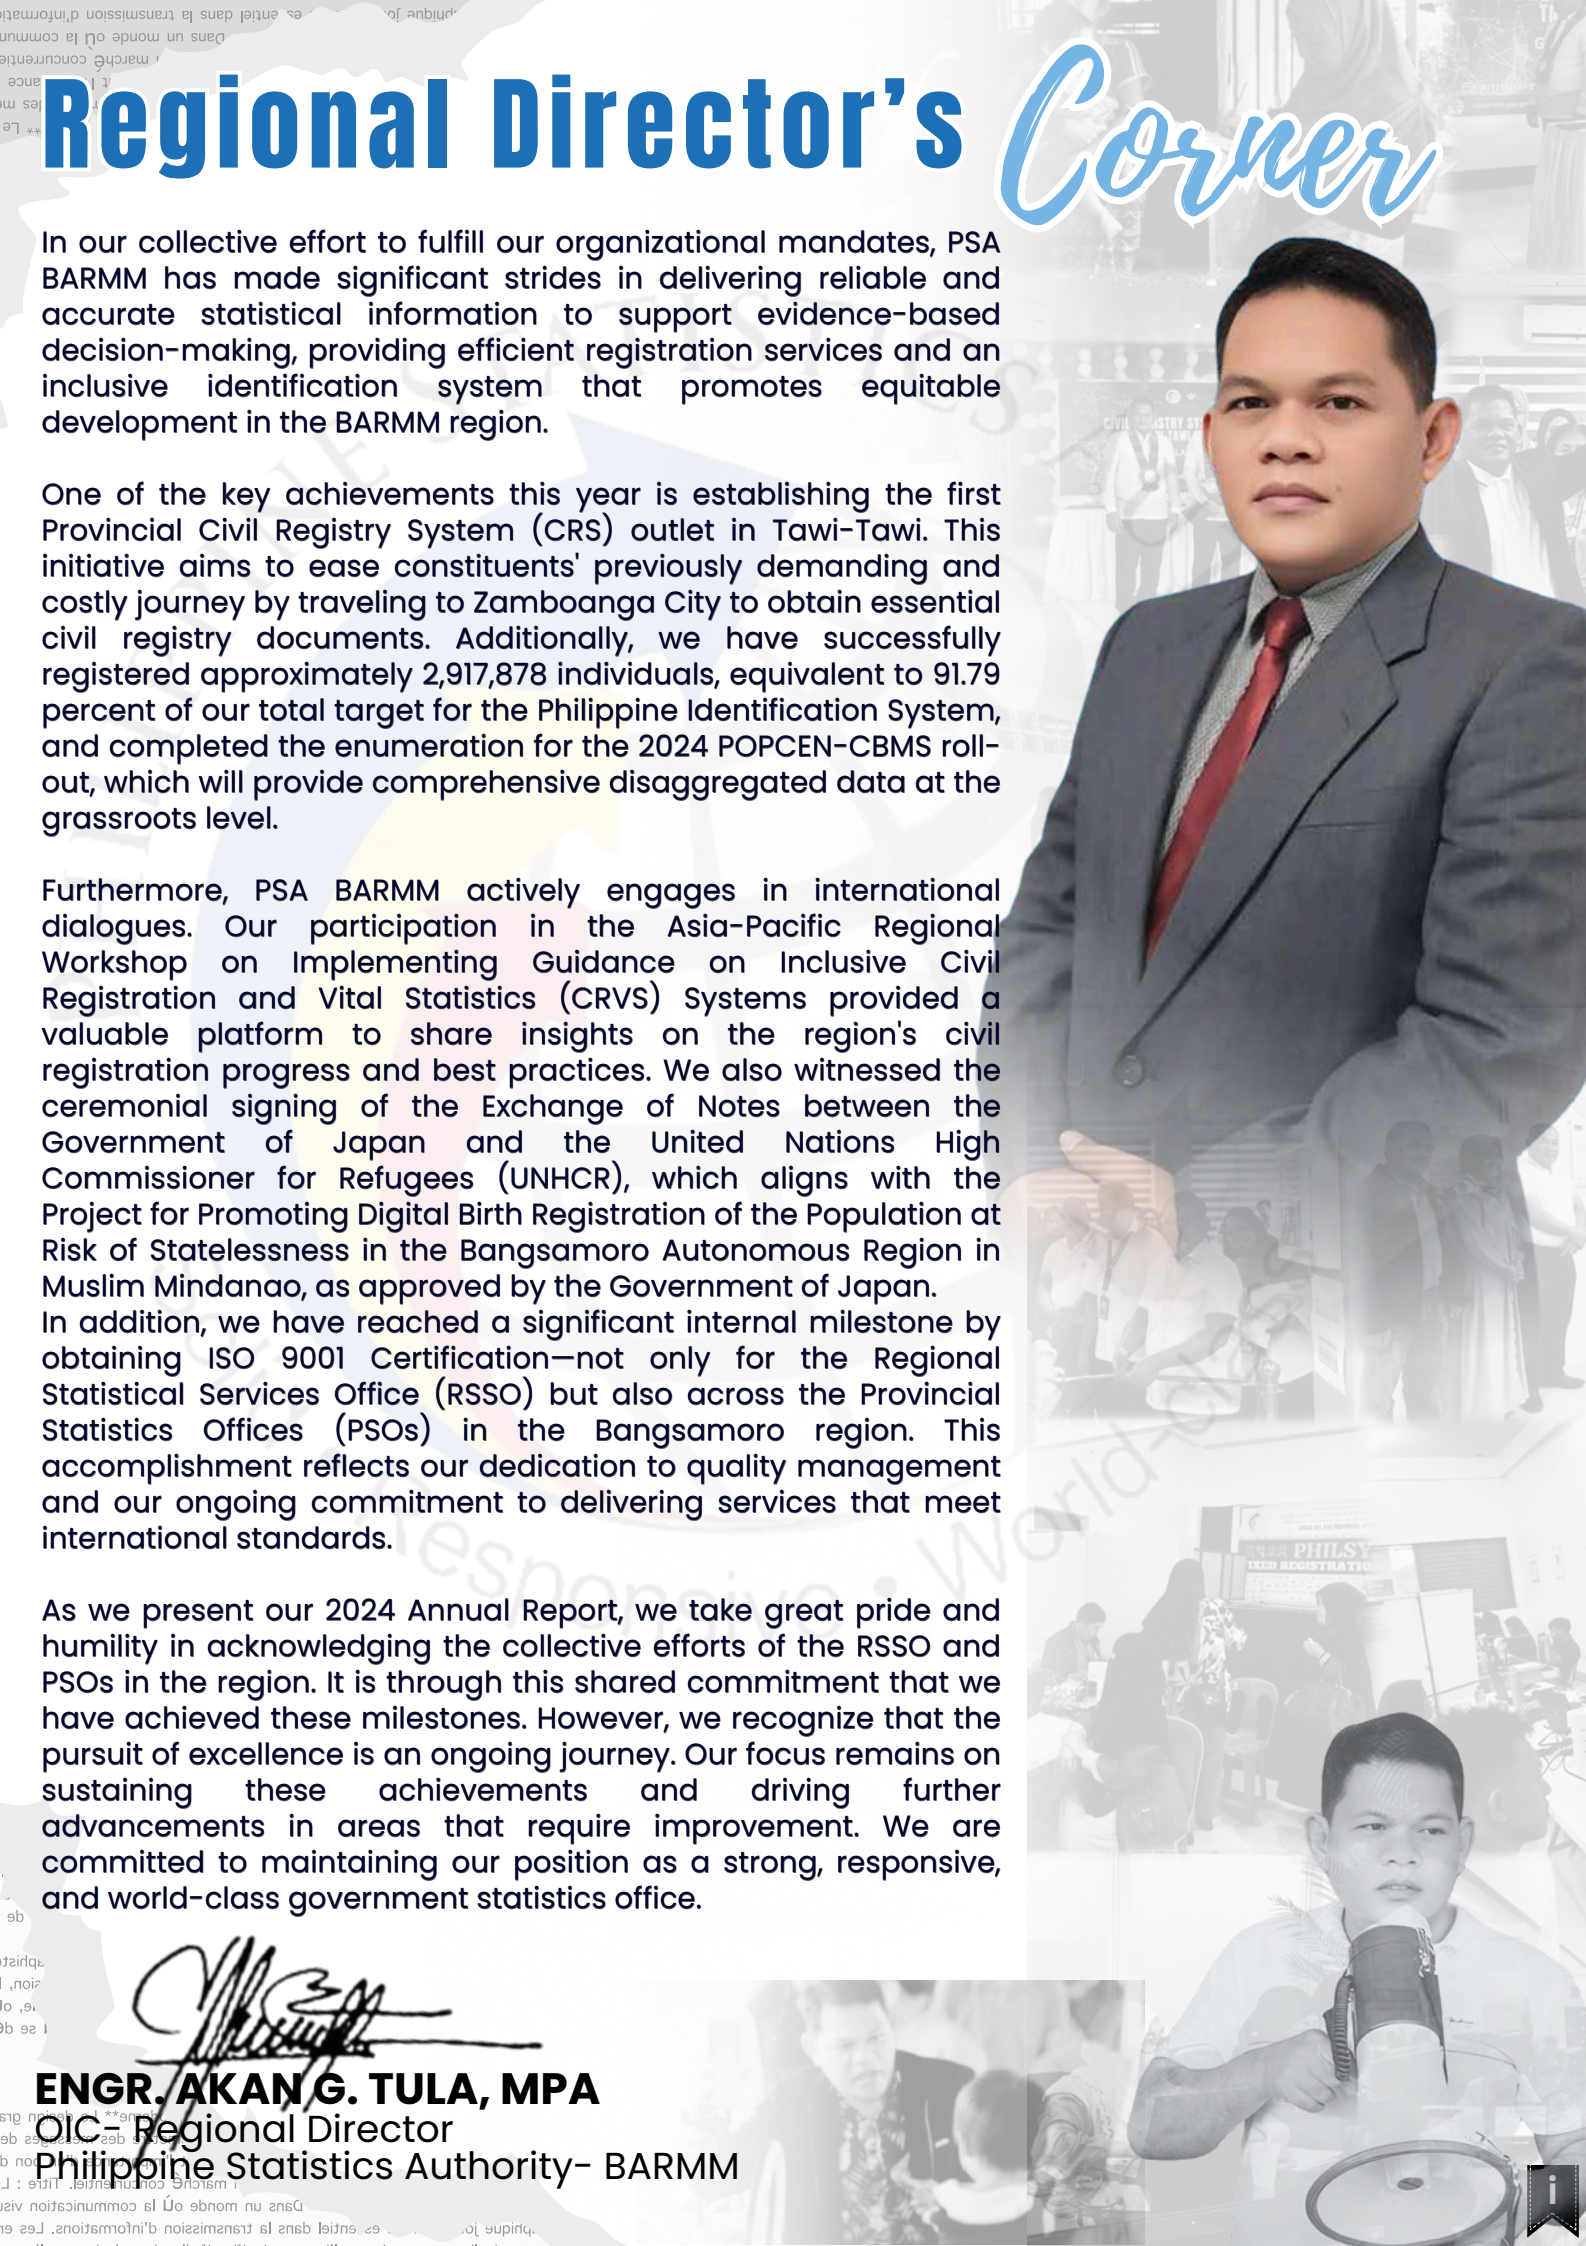 Regional Director's Corner
In our collective effort to fulfill our organizational mandates, PSA
BARMM has made significant strides in delivering reliable and
accurate statistical information to support evidence-based
decision-making, providing efficient registration services and an
inclusive identification system that promotes equitable
development in the BARMM region.
One of the key achievements this year is establishing the first
Provincial Civil Registry System (CRS) outlet in Tawi-Tawi. This
initiative aims to ease constituents' previously demanding and
costly journey by traveling to Zamboanga City to obtain essential
civil registry documents. Additionally, we have successfully
registered approximately 2,917,878 individuals, equivalent to 91.79
percent of our total target for the Philippine Identification System,
and completed the enumeration for the 2024 POPCEN-CBMS roll-
out, which will provide comprehensive disaggregated data at the
grassroots level.
Furthermore, PSA BARMM actively engages in international
dialogues. Our participation in the Asia-Pacific Regional
Workshop on Implementing Guidance on Inclusive Civil
Registration and Vital Statistics (CRVS) Systems provided a
valuable platform to share insights on the region's civil
registration progress and best practices. We also witnessed the
ceremonial signing of the Exchange of Notes between the
Government of Japan and the United Nations High
Commissioner for Refugees (UNHCR), which aligns with the
Project for Promoting Digital Birth Registration of the Population at
Risk of Statelessness in the Bangsamoro Autonomous Region in
Muslim Mindanao, as approved by the Government of Japan.
In addition, we have reached a significant internal milestone by
obtaining ISO 9001 Certification—not only for the Regional
Statistical Services Office (RSSO) but also across the Provincial
Statistics Offices (PSOs) in the Bangsamoro region. This
accomplishment reflects our dedication to quality management
and our ongoing commitment to delivering services that meet
international standards.
As we present our 2024 Annual Report, we take great pride and
humility in acknowledging the collective efforts of the RSSO and
PSOs in the region. It is through this shared commitment that we
have achieved these milestones. However, we recognize that the
pursuit of excellence is an ongoing journey. Our focus remains on
sustaining these achievements and driving further
advancements in areas that require improvement. We are
committed to maintaining our position as a strong, responsive,
and world-class government statistics office.
ENGR. AKAN G. TULA, MPA
OIC- Regional Director
Philippine Statistics Authority- BARMM
i